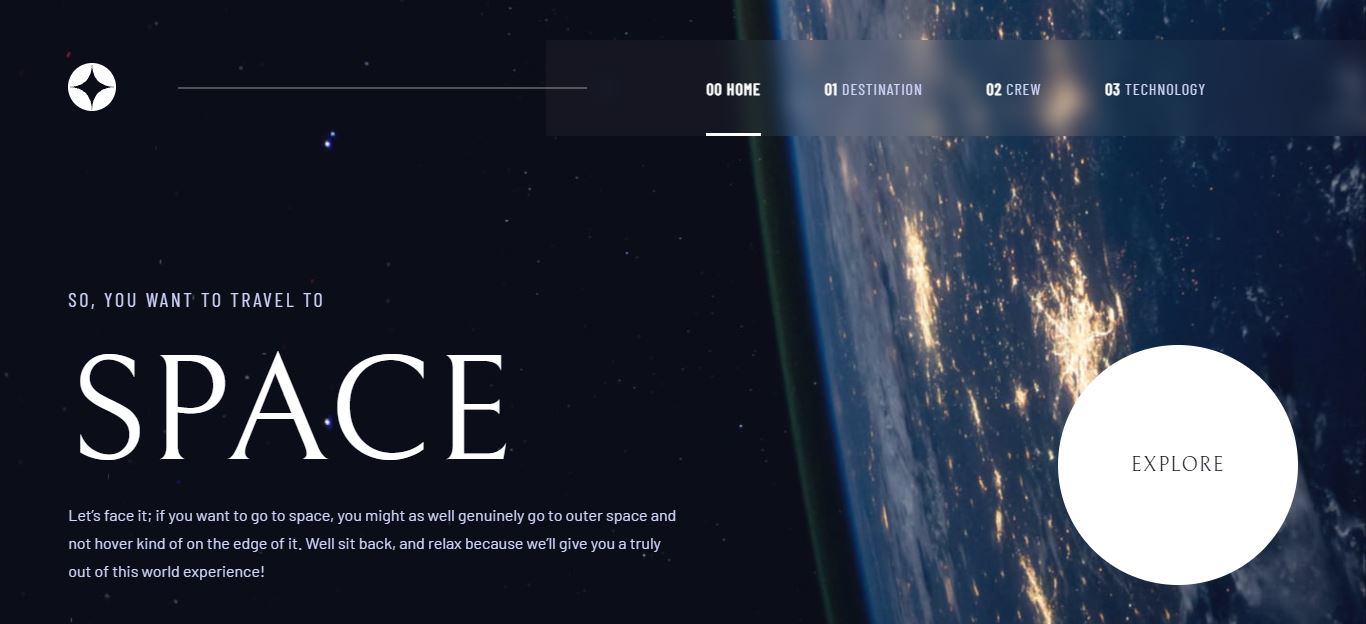 00 HOME 01 DESTINATION 02 CREW 03 TECHNOLOGY
SO, YOU WANT TO TRAVEL TO
SPACE
Let’s face it; if you want to go to space, you might as well genuinely go to outer space and
not hover kind of on the edge of it. Well sit back, and relax because we’ll give you a truly
out of this world experience!
EXPLORE